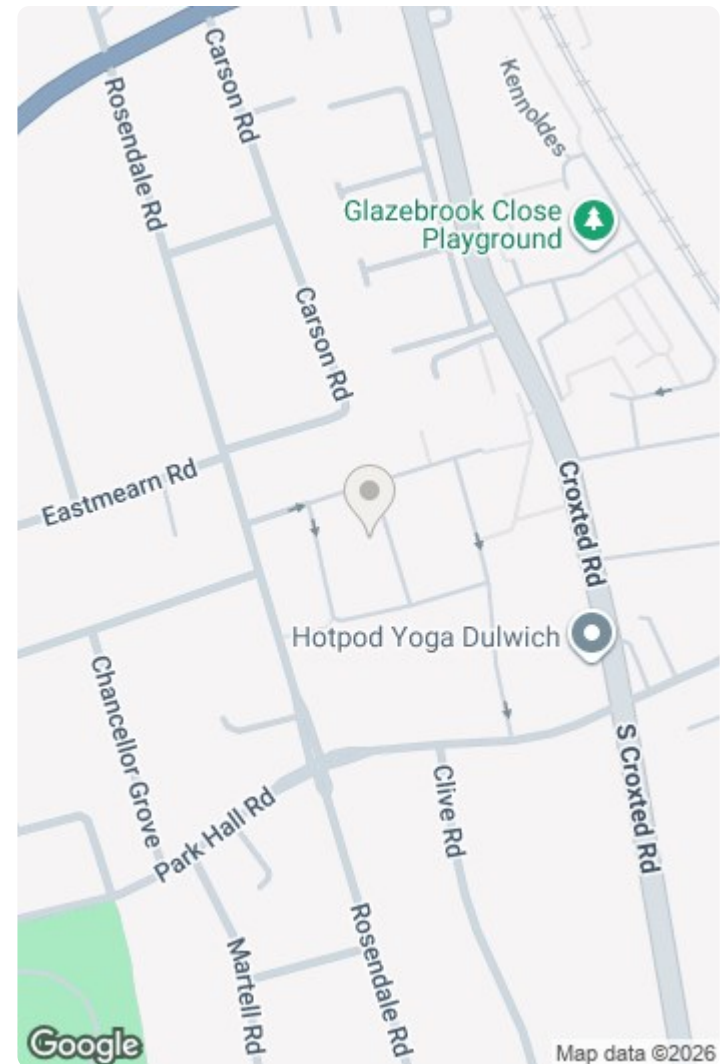 Carson Rd
Rosendale Rd
Kennoldes
Glazebrook Close
Playground
Carson Rd
Eastmearn Rd
Croxted Rd
Hotpod Yoga Dulwich
Chancellor Grove
S Croxted Rd
Clive Rd
Park Hall Rd
Rosendale Rd
Martell Rd
Google
Map data ©2026